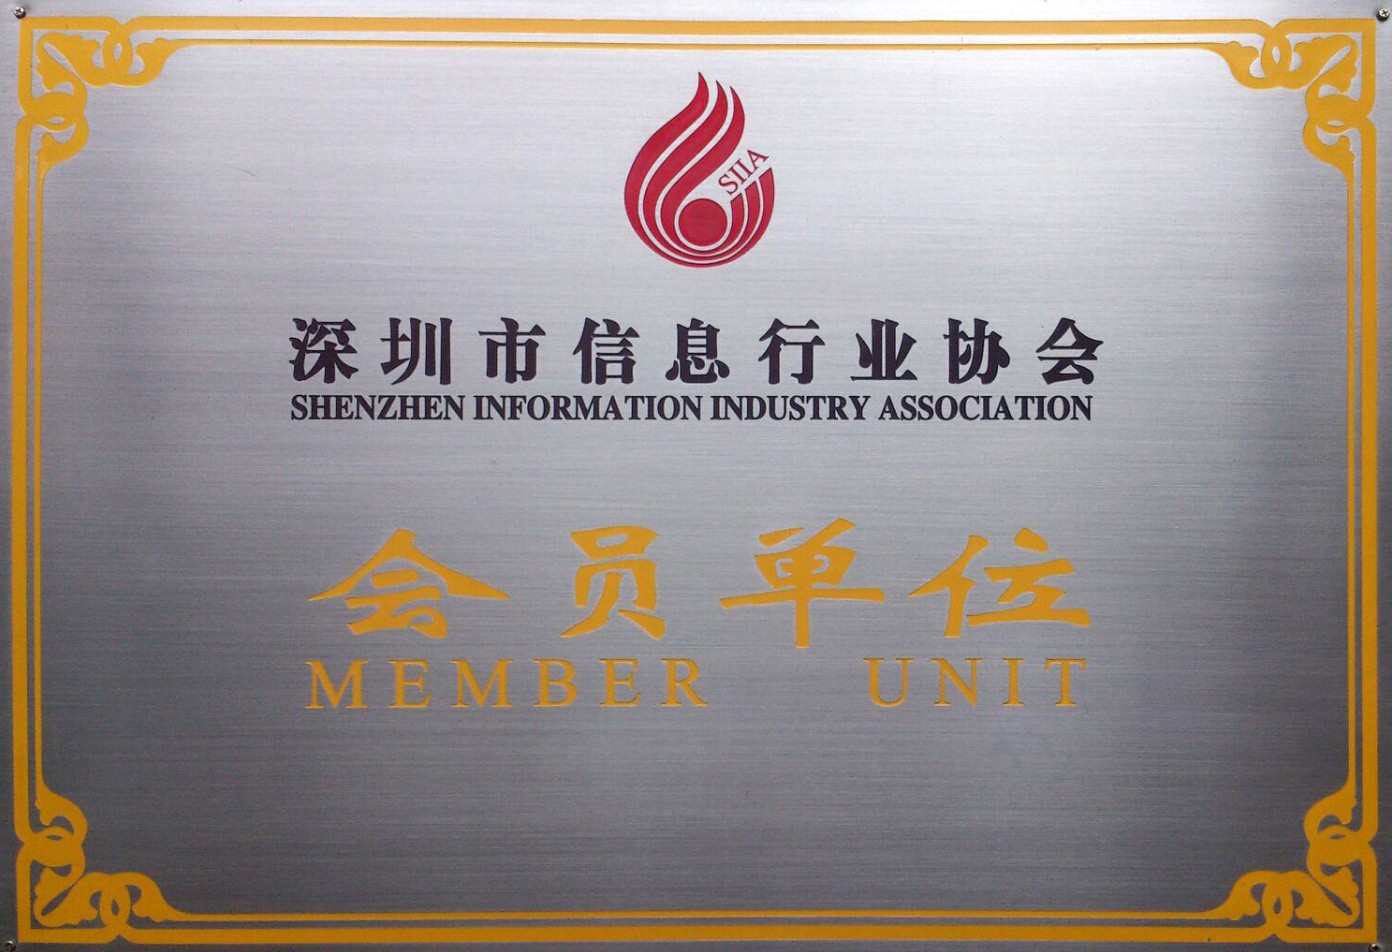 SIIA
深圳市信息行业协会
SHENZHEN INFORMATION INDUSTRY ASSOCIATION
会员单位
MEMBER UNIT